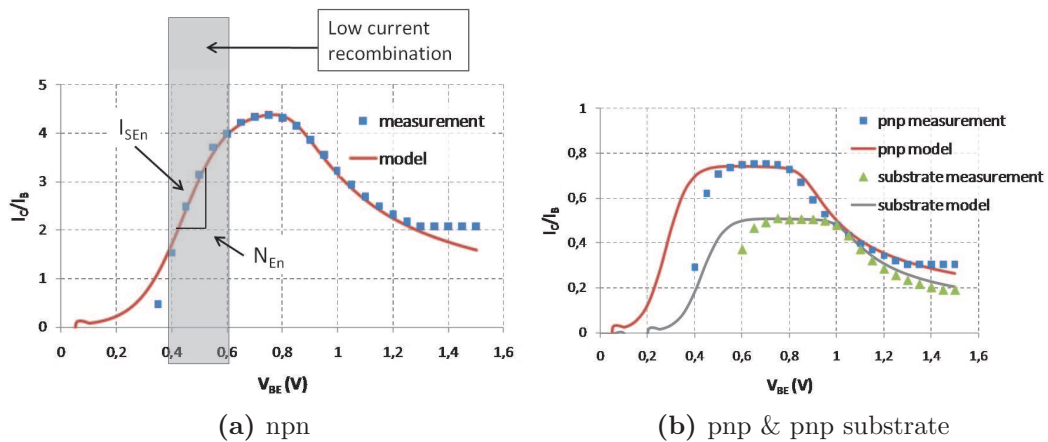 Low current
recombination
I_SEn
N_En
measurement
model
I_C/I_B
5
4
3
2
1
0
0 0,2 0,4 0,6 0,8 1 1,2 1,4 1,6
V_BE (V)
(a) npn
pnp measurement
pnp model
substrate measurement
substrate model
I_C/I_B
1
0,8
0,6
0,4
0,2
0
0 0,2 0,4 0,6 0,8 1 1,2 1,4 1,6
V_BE (V)
(b) pnp & pnp substrate